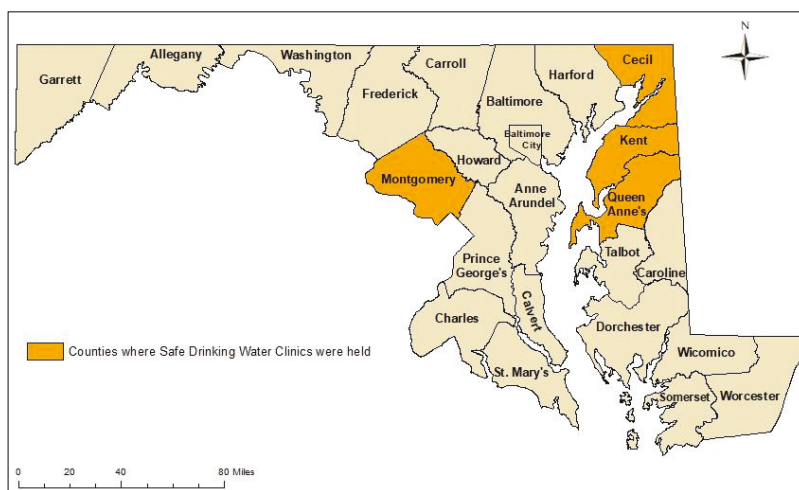 N
Garrett
Allegany
Washington
Frederick
Carroll
Baltimore
Harford
Cecil
Baltimore
City
Kent
Howard
Montgomery
Anne
Arundel
Queen
Anne's
Talbot
Caroline
Prince
George's
Calvert
Charles
Dorchester
St. Mary's
Wicomico
Somerset
Worcester
Counties where Safe Drinking Water Clinics were held
0 20 40 80 Miles